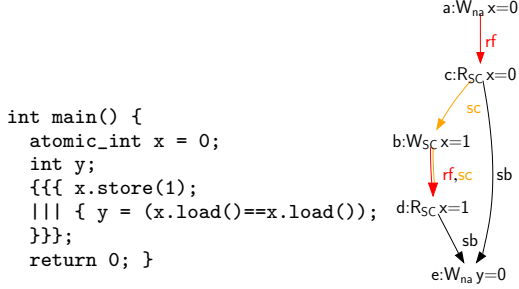 int main() {
  atomic_int x = 0;
  int y;
  {{{ x.store(1);
  ||| { y = (x.load()==x.load());
  }}};
  return 0; }
a:Wna x=0
rf
c:RSC x=0
sc
b:WSC x=1
rf,sc
sb
d:RSC x=1
sb
e:Wna y=0